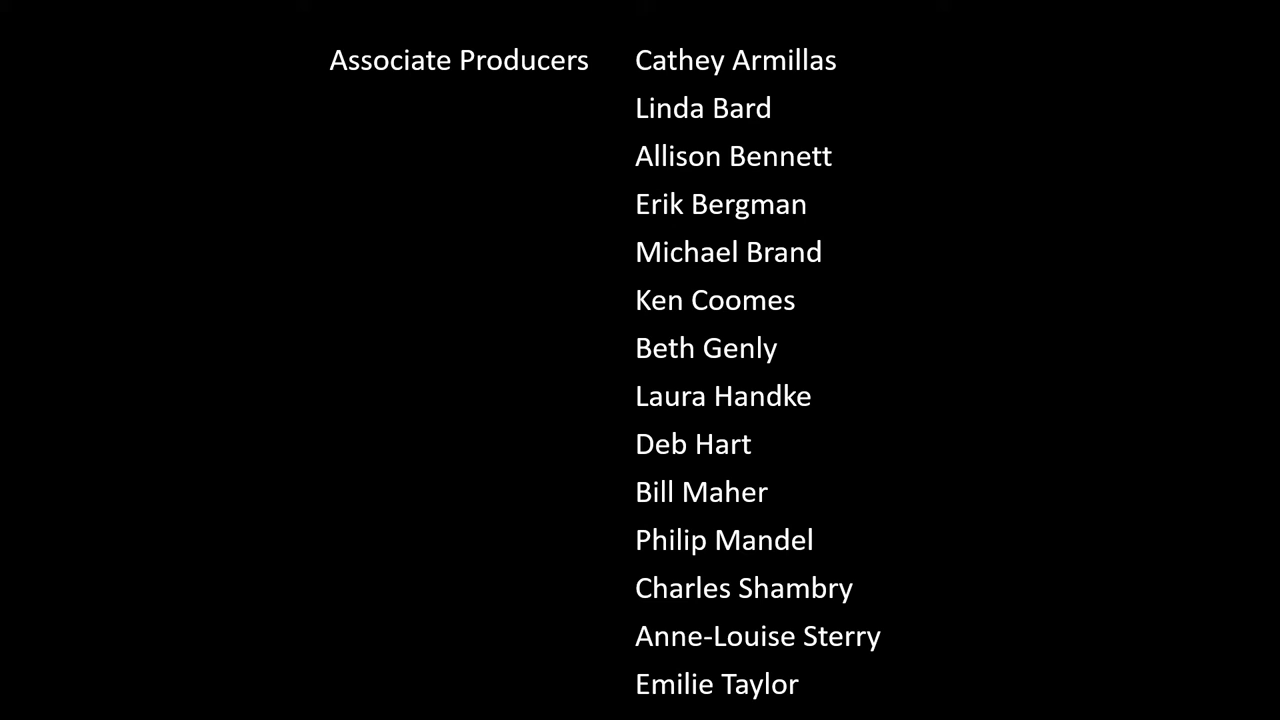 Associate Producers Cathey Armillas
Linda Bard
Allison Bennett
Erik Bergman
Michael Brand
Ken Coomes
Beth Genly
Laura Handke
Deb Hart
Bill Maher
Philip Mandel
Charles Shambry
Anne-Louise Sterry
Emilie Taylor